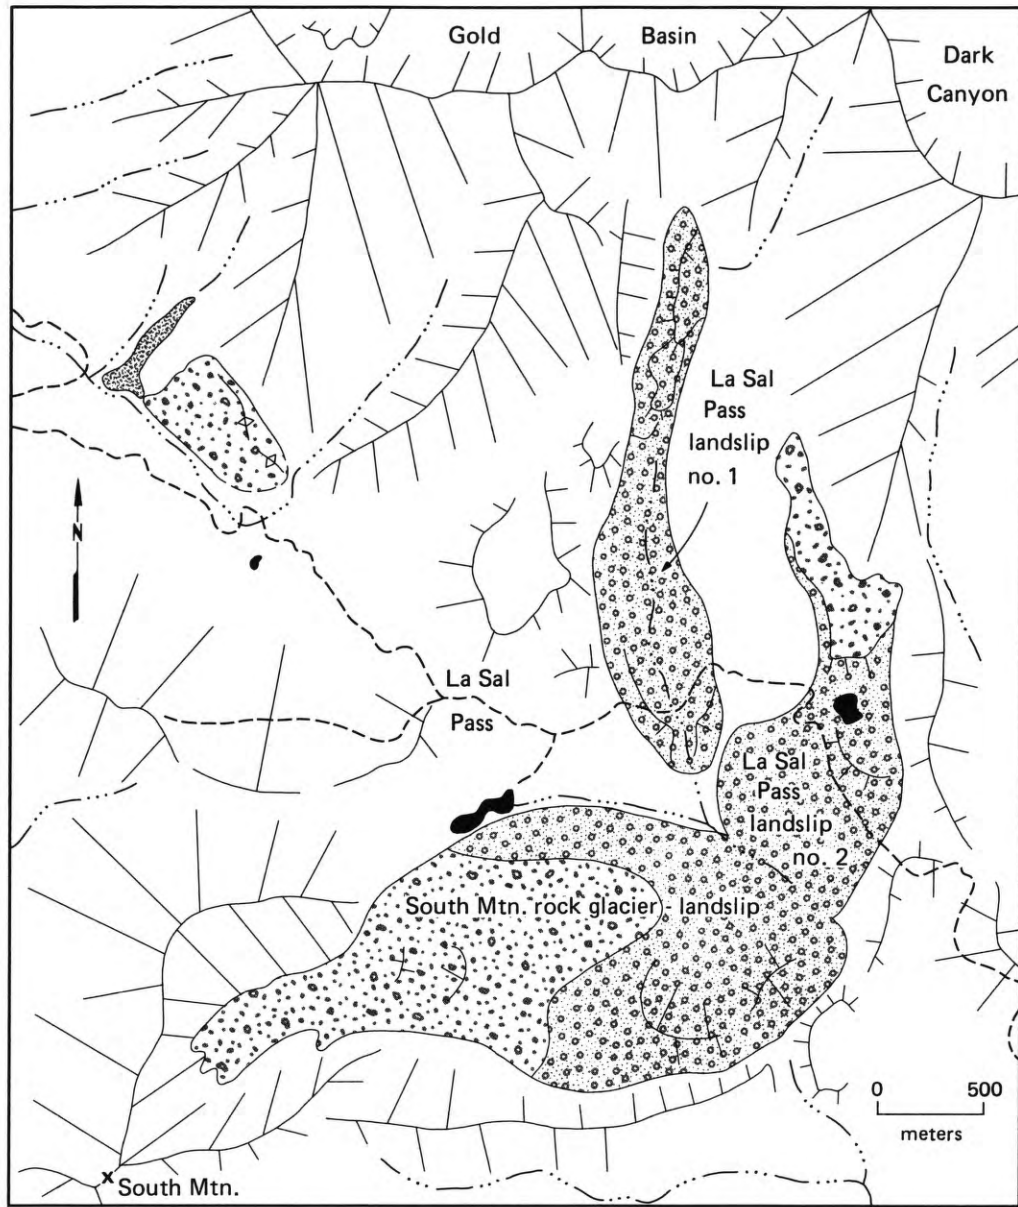 Gold Basin
Dark
Canyon
La Sal
Pass
landslip
no. 1
N
La Sal
Pass
La Sal
Pass
landslip
no. 2
South Mtn. rock glacier landslip
0 500
meters
x South Mtn.